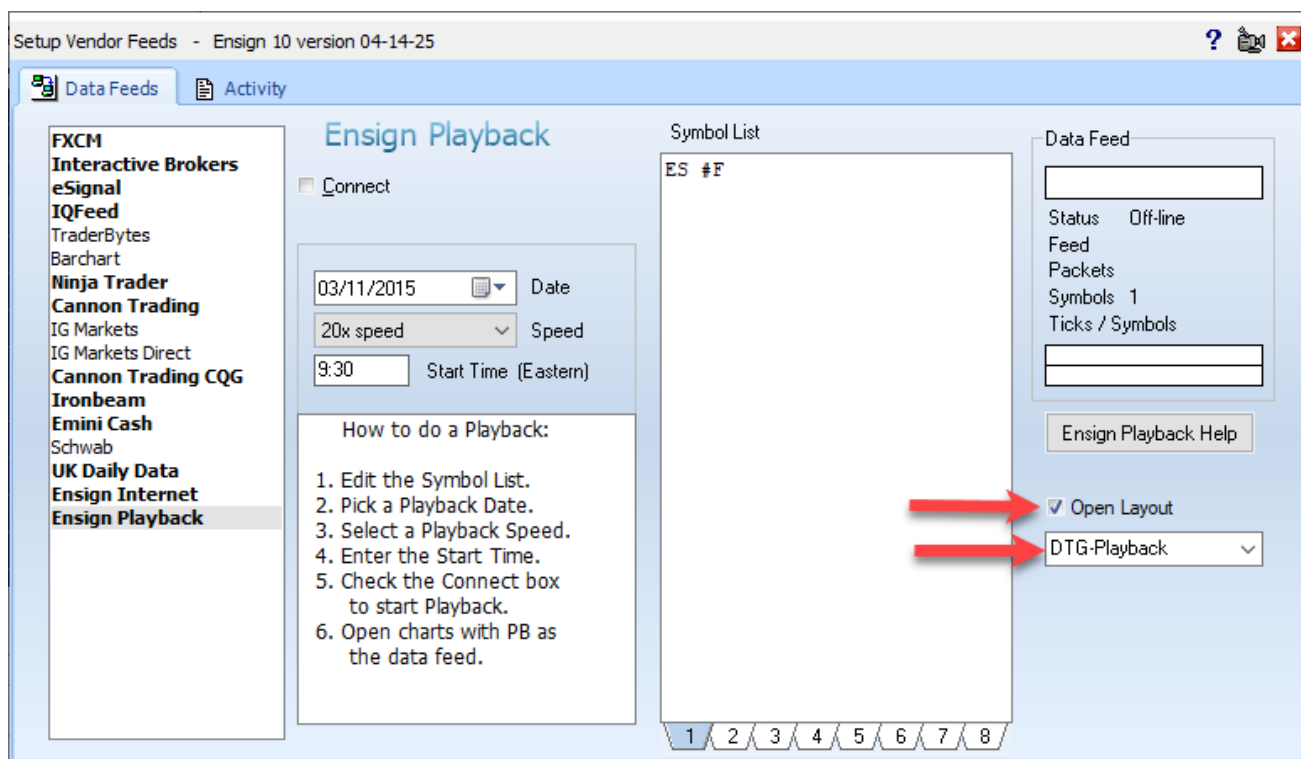 Setup Vendor Feeds - Ensign 10 version 04-14-25
?
Data Feeds
Activity
FXCM
Interactive Brokers
eSignal
IQFeed
TraderBytes
Barchart
Ninja Trader
Cannon Trading
IG Markets
IG Markets Direct
Cannon Trading CQG
Ironbeam
Emini Cash
Schwab
UK Daily Data
Ensign Internet
Ensign Playback
Ensign Playback
Connect
03/11/2015 Date
20x speed Speed
9:30 Start Time (Eastern)
How to do a Playback:
1. Edit the Symbol List.
2. Pick a Playback Date.
3. Select a Playback Speed.
4. Enter the Start Time.
5. Check the Connect box
to start Playback.
6. Open charts with PB as
the data feed.
Symbol List
ES #F
1 2 3 4 5 6 7 8
Data Feed
Status Off-line
Feed
Packets
Symbols 1
Ticks / Symbols
Ensign Playback Help
Open Layout
DTG-Playback